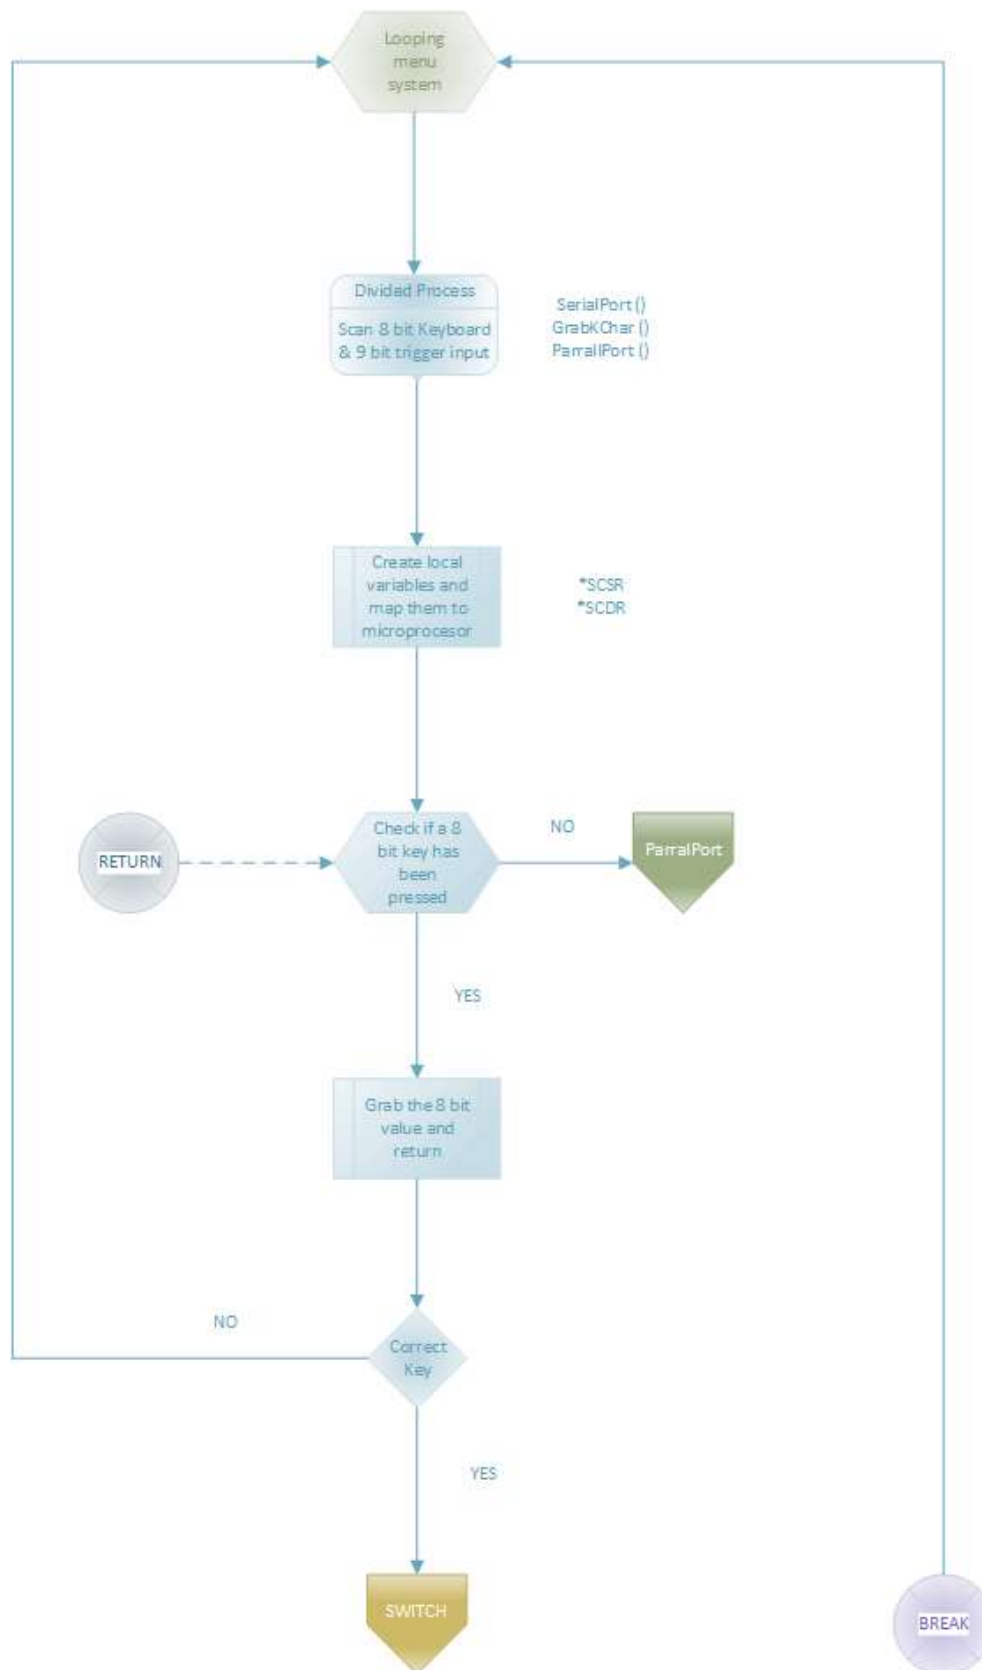 Looping
menu
system
Divided Process
Scan 8 bit Keyboard
& 9 bit trigger input
SerialPort ()
GrabKChar ()
ParrallPort ()
Create local
variables and
map them to
microprocesor
*SCSR
*SCDR
RETURN
Check if a 8
bit key has
been
pressed
NO
ParralPort
YES
Grab the 8 bit
value and
return
NO
Correct
Key
YES
SWITCH
BREAK